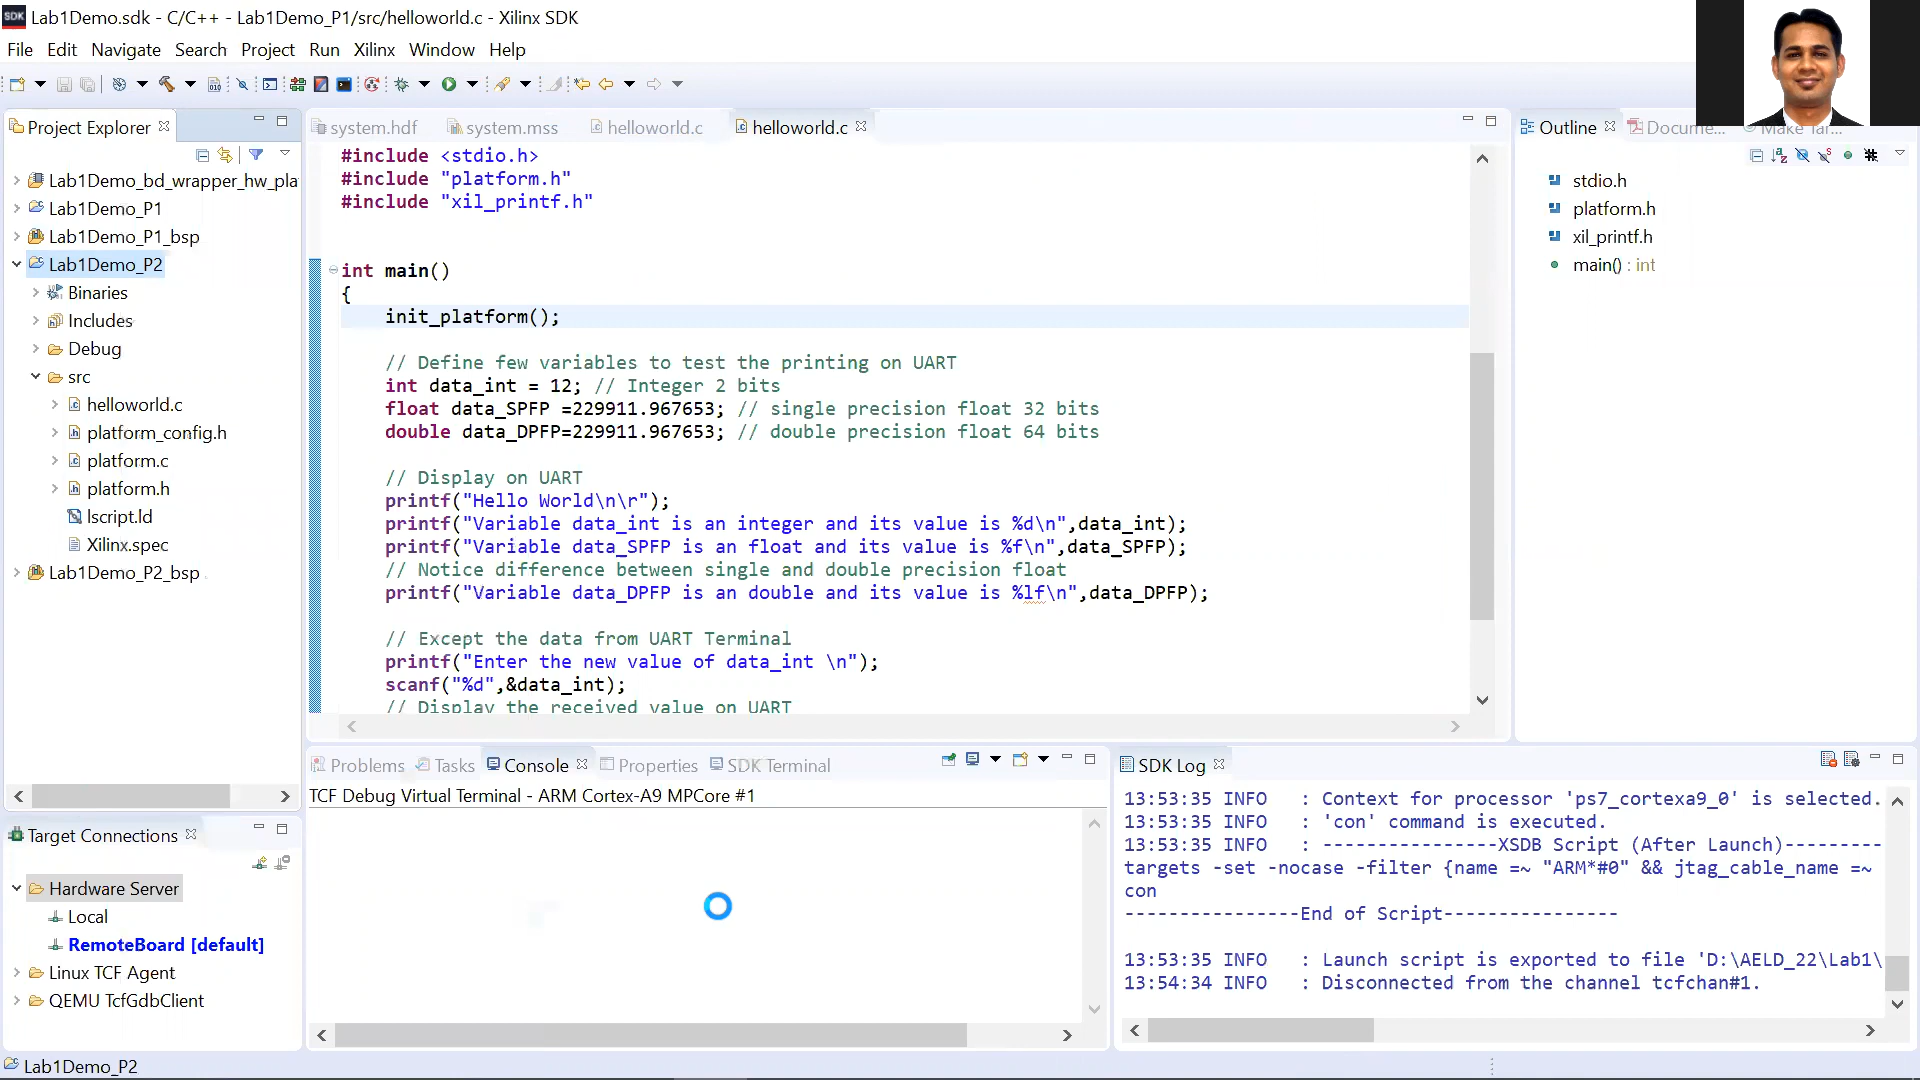 SDK Lab1Demo.sdk - C/C++ - Lab1Demo_P1/src/helloworld.c - Xilinx SDK
File Edit Navigate Search Project Run Xilinx Window Help
Project Explorer
Lab1Demo_bd_wrapper_hw_pla
Lab1Demo_P1
Lab1Demo_P1_bsp
Lab1Demo_P2
Binaries
Includes
Debug
src
helloworld.c
platform_config.h
platform.c
platform.h
lscript.ld
Xilinx.spec
Lab1Demo_P2_bsp
system.hdf system.mss helloworld.c helloworld.c
#include <stdio.h>
#include "platform.h"
#include "xil_printf.h"
int main()
{
init_platform();
// Define few variables to test the printing on UART
int data_int = 12; // Integer 2 bits
float data_SPFP =229911.967653; // single precision float 32 bits
double data_DPFP=229911.967653; // double precision float 64 bits
// Display on UART
printf("Hello World\n\r");
printf("Variable data_int is an integer and its value is %d\n",data_int);
printf("Variable data_SPFP is an float and its value is %f\n",data_SPFP);
// Notice difference between single and double precision float
printf("Variable data_DPFP is an double and its value is %lf\n",data_DPFP);
// Except the data from UART Terminal
printf("Enter the new value of data_int \n");
scanf("%d",&data_int);
// Display the received value on UART
Outline Docume... Make Tar...
stdio.h
platform.h
xil_printf.h
main() : int
Target Connections
Hardware Server
Local
RemoteBoard [default]
Linux TCF Agent
QEMU TcfGdbClient
Problems Tasks Console Properties SDK Terminal
TCF Debug Virtual Terminal - ARM Cortex-A9 MPCore #1
SDK Log
13:53:35 INFO : Context for processor 'ps7_cortexa9_0' is selected.
13:53:35 INFO : 'con' command is executed.
13:53:35 INFO : ----------------XSDB Script (After Launch)---------
targets -set -nocase -filter {name =~ "ARM*#0" && jtag_cable_name =~
con
----------------End of Script----------------
13:53:35 INFO : Launch script is exported to file 'D:\AELD_22\Lab1\
13:54:34 INFO : Disconnected from the channel tcfchan#1.
Lab1Demo_P2